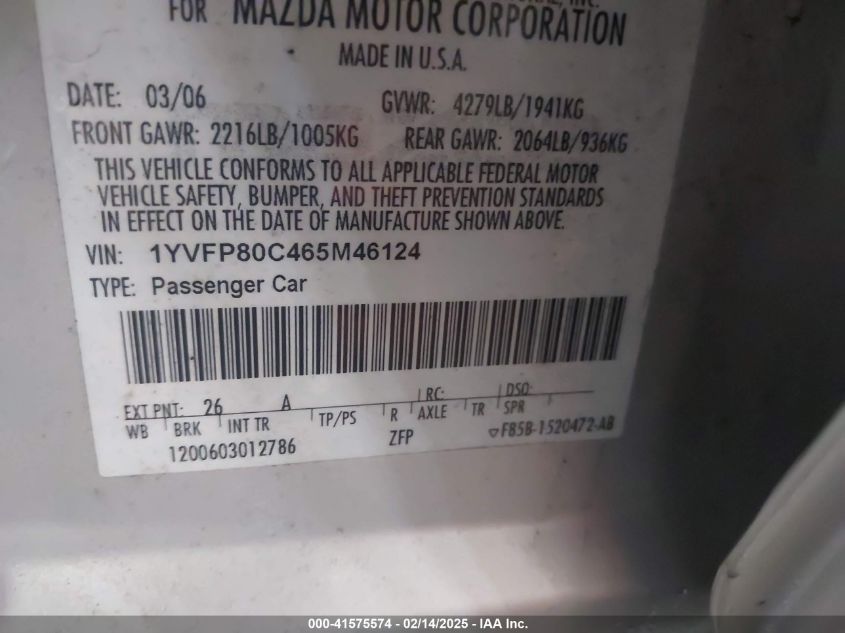 FOR MAZDA MOTOR CORPORATION
MADE IN U.S.A.
DATE: 03/06 GVWR: 4279LB/1941KG
FRONT GAWR: 2216LB/1005KG REAR GAWR: 2064LB/936KG
THIS VEHICLE CONFORMS TO ALL APPLICABLE FEDERAL MOTOR
VEHICLE SAFETY, BUMPER, AND THEFT PREVENTION STANDARDS
IN EFFECT ON THE DATE OF MANUFACTURE SHOWN ABOVE.
VIN: 1YVFP80C465M46124
TYPE: Passenger Car
EXT PNT: 26 A RC: DSO:
WB BRK INT TR TP/PS R AXLE TR SPR
1200603012786 ZFP F85B-1520472-AB
000-41575574 - 02/14/2025 - IAA Inc.